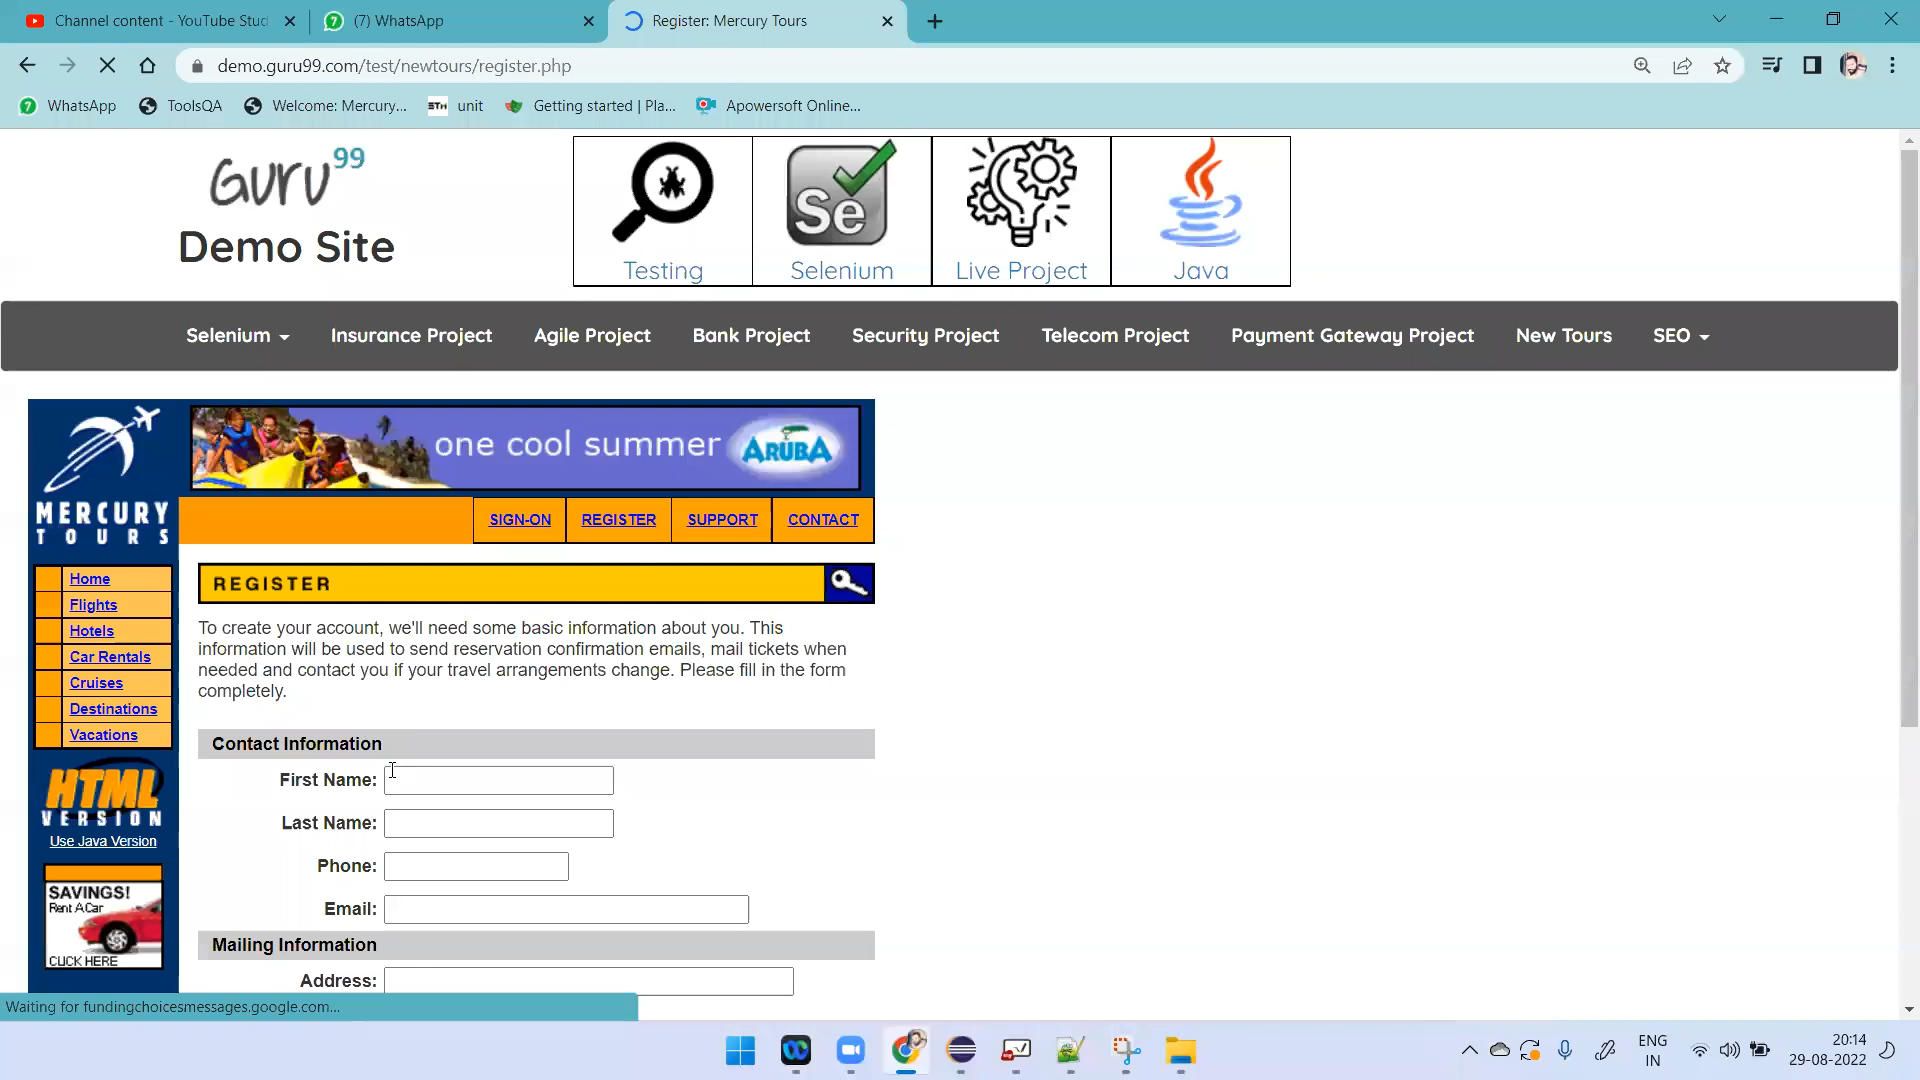 Channel content - YouTube Stud
(7) WhatsApp
Register: Mercury Tours
demo.guru99.com/test/newtours/register.php
WhatsApp
ToolsQA
Welcome: Mercury...
STH unit
Getting started | Pla...
Apowersoft Online...
Guru99
Demo Site
Testing
Se
Selenium
Live Project
Java
Selenium
Insurance Project
Agile Project
Bank Project
Security Project
Telecom Project
Payment Gateway Project
New Tours
SEO
MERCURY
TOURS
one cool summer
ARUBA
SIGN-ON
REGISTER
SUPPORT
CONTACT
Home
Flights
Hotels
Car Rentals
Cruises
Destinations
Vacations
HTML
VERSION
Use Java Version
SAVINGS!
Rent A Car
CLICK HERE
REGISTER
To create your account, we'll need some basic information about you. This
information will be used to send reservation confirmation emails, mail tickets when
needed and contact you if your travel arrangements change. Please fill in the form
completely.
Contact Information
First Name:
Last Name:
Phone:
Email:
Mailing Information
Address:
Waiting for fundingchoicesmessages.google.com...
ENG
IN
20:14
29-08-2022